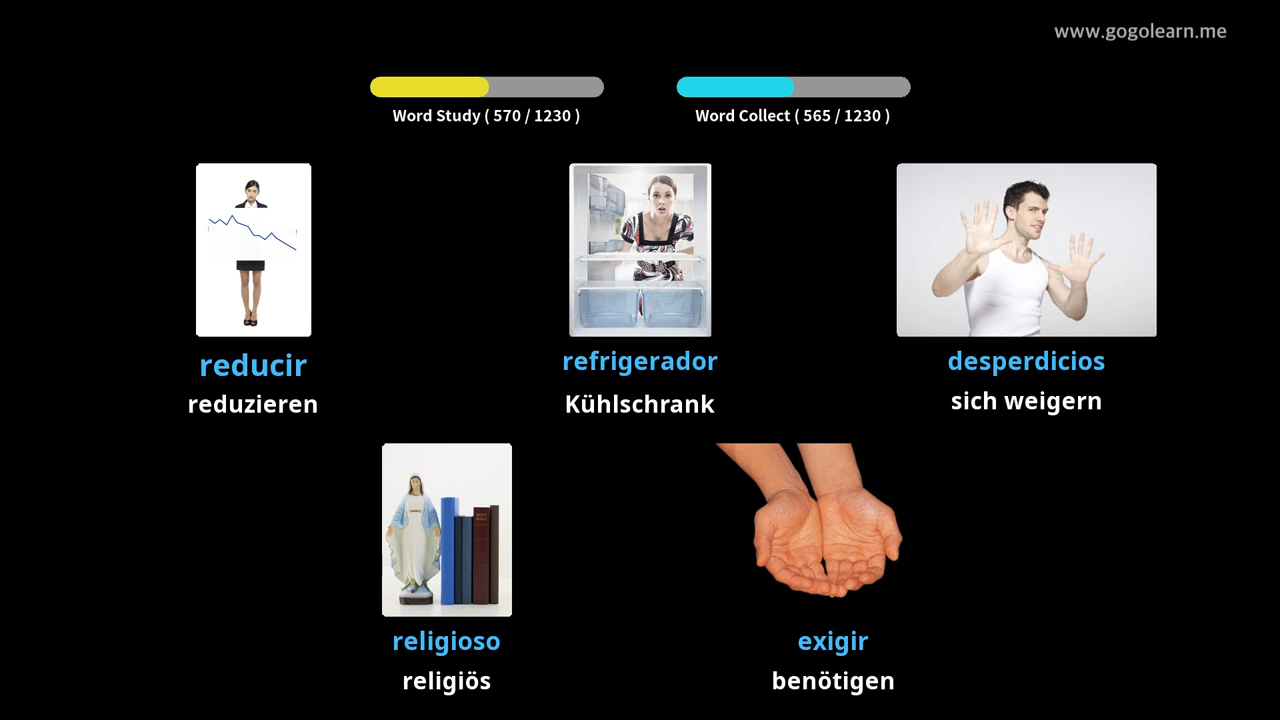 www.gogolearn.me
Word Study ( 570 / 1230 )
Word Collect ( 565 / 1230 )
reducir
reduzieren
refrigerador
Kühlschrank
desperdicios
sich weigern
religioso
religiös
exigir
benötigen